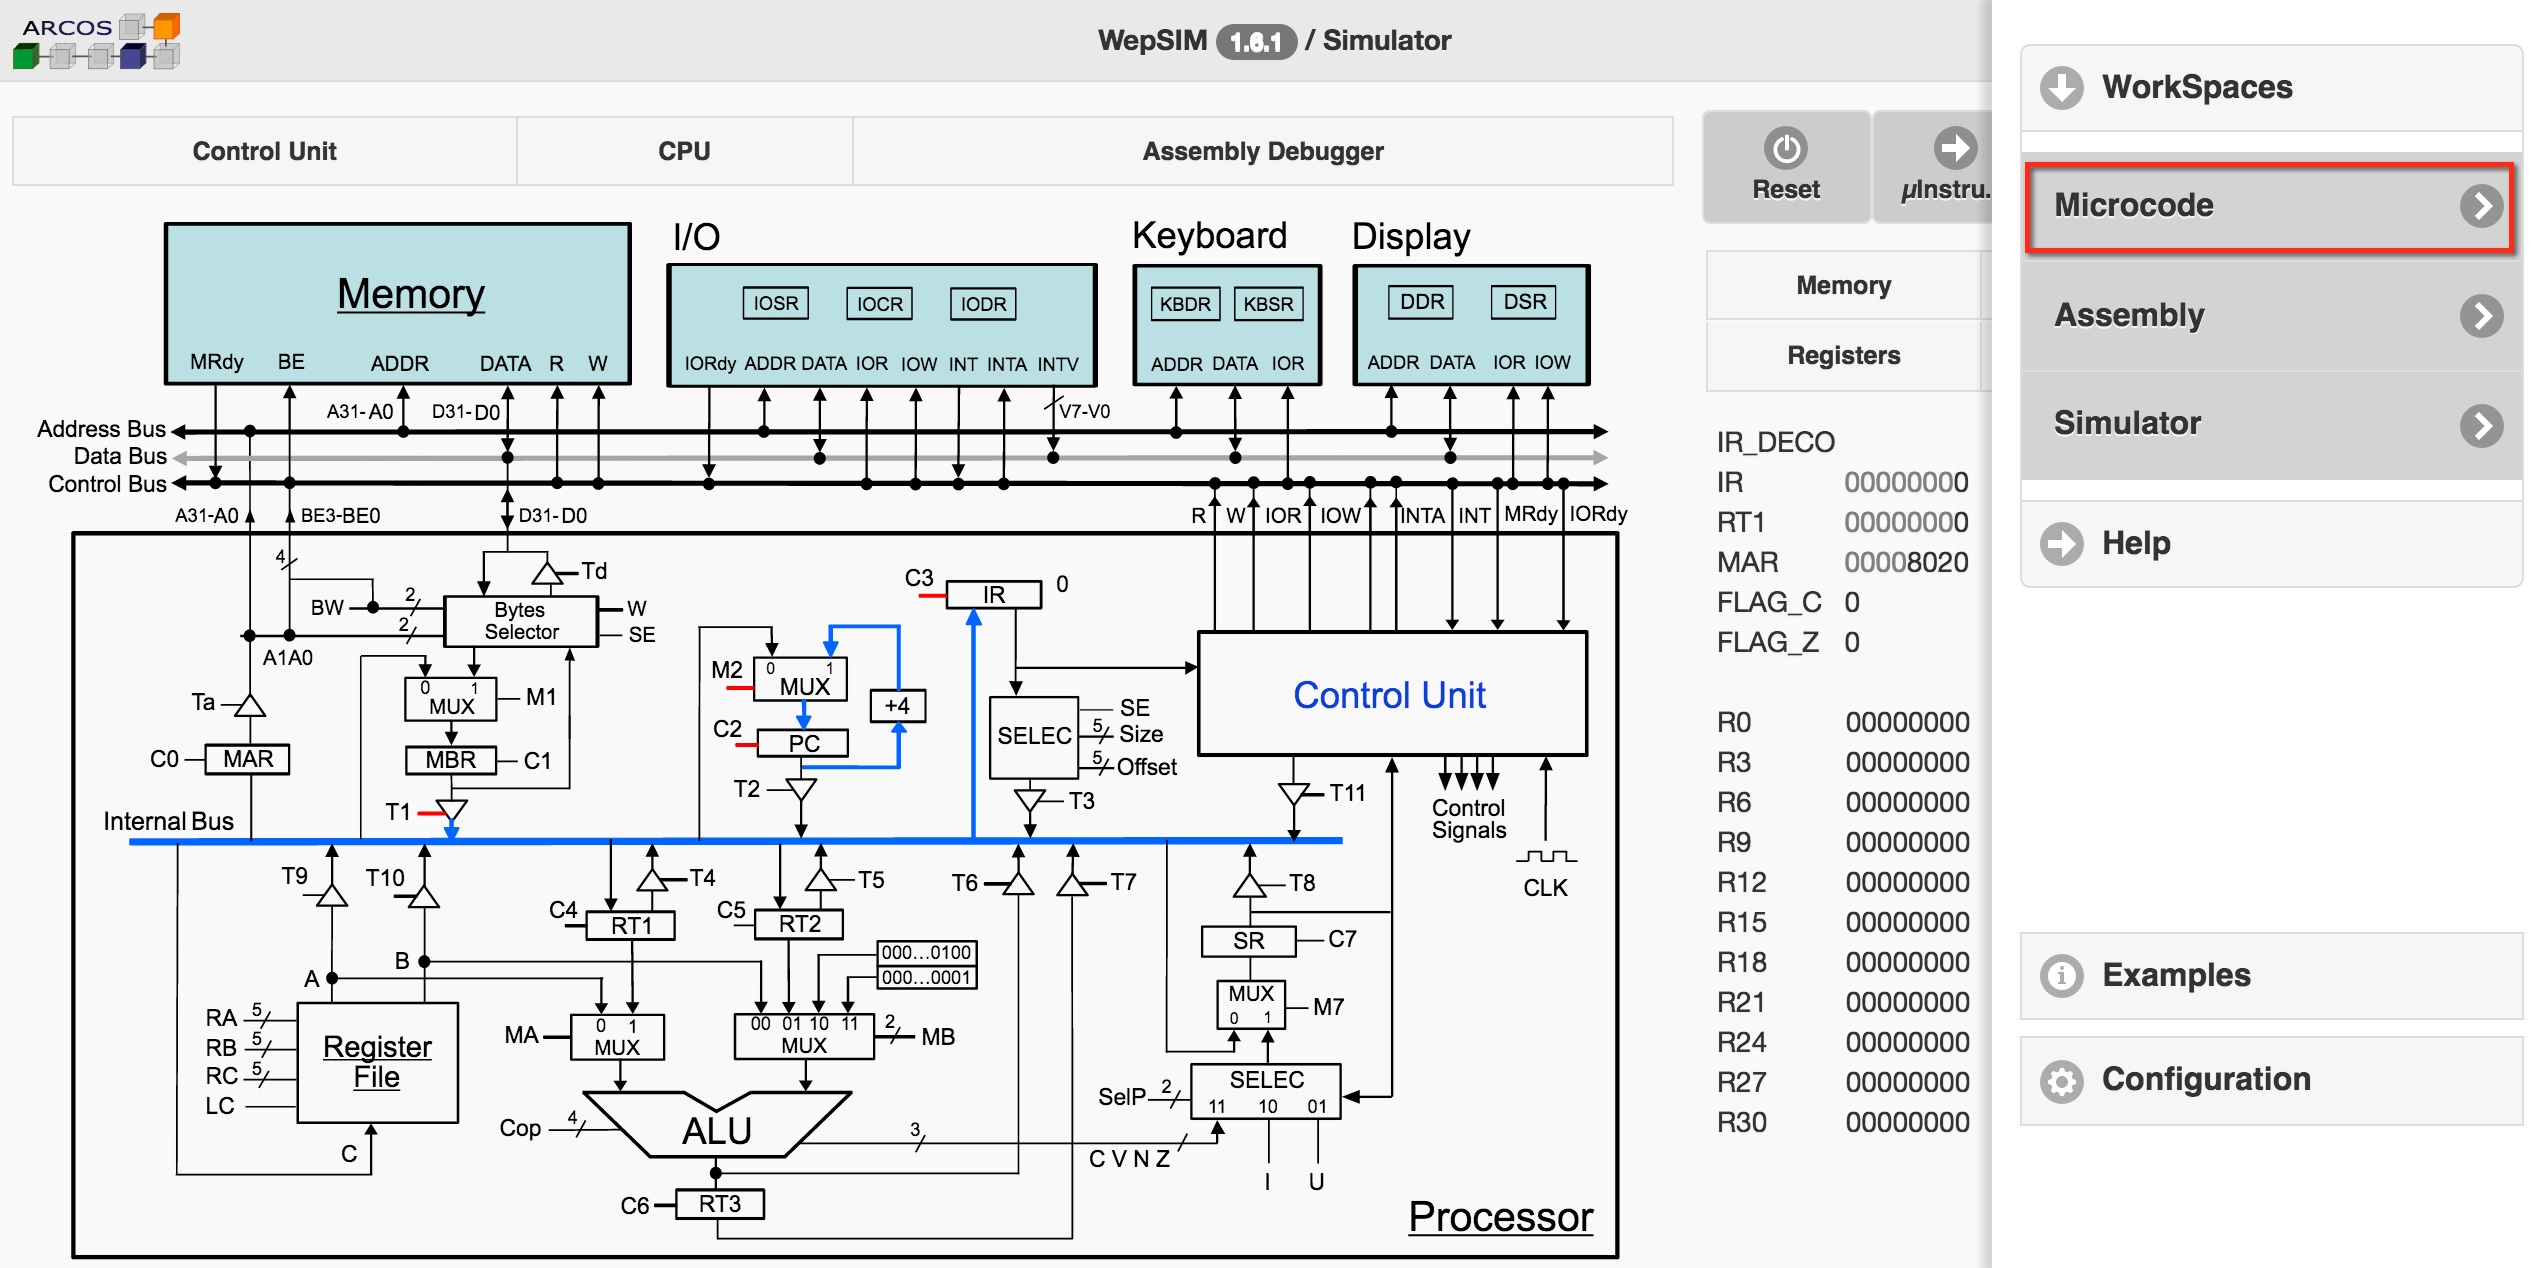 ARCOS
WepSIM 1.6.1 / Simulator
Control Unit
CPU
Assembly Debugger
Reset
µInstru.
Memory
Registers
WorkSpaces
Microcode
Assembly
Simulator
Help
Examples
Configuration
Memory
MRdy BE ADDR DATA R W
I/O
IOSR IOCR IODR
IORdy ADDR DATA IOR IOW INT INTA INTV
Keyboard
KBDR KBSR
ADDR DATA IOR
Display
DDR DSR
ADDR DATA IOR IOW
A31-A0 D31-D0
V7-V0
Address Bus
Data Bus
Control Bus
A31-A0 BE3-BE0 D31-D0
R W IOR IOW INTA INT MRdy IORdy
4
Td
BW 2
Bytes
Selector
W
2
SE
A1A0
Ta
0 1
MUX
M1
C0 MAR
MBR C1
T1
Internal Bus
M2
0 1
MUX
+4
C2 PC
T2
C3 IR 0
SELEC
SE
5 Size
5 Offset
T3
Control Unit
T11
Control
Signals
CLK
T9 T10 T4 T5 T6 T7 T8
C4 RT1
C5 RT2
000...0100
000...0001
SR C7
A B
MUX
0 1
M7
RA 5
RB 5
RC 5
LC
Register
File
C
MA
0 1
MUX
00 01 10 11
MUX
2 MB
SelP 2
SELEC
11 10 01
Cop 4
ALU
3
C V N Z
I U
C6 RT3
Processor
IR_DECO
IR 00000000
RT1 00000000
MAR 00008020
FLAG_C 0
FLAG_Z 0
R0 00000000
R3 00000000
R6 00000000
R9 00000000
R12 00000000
R15 00000000
R18 00000000
R21 00000000
R24 00000000
R27 00000000
R30 00000000